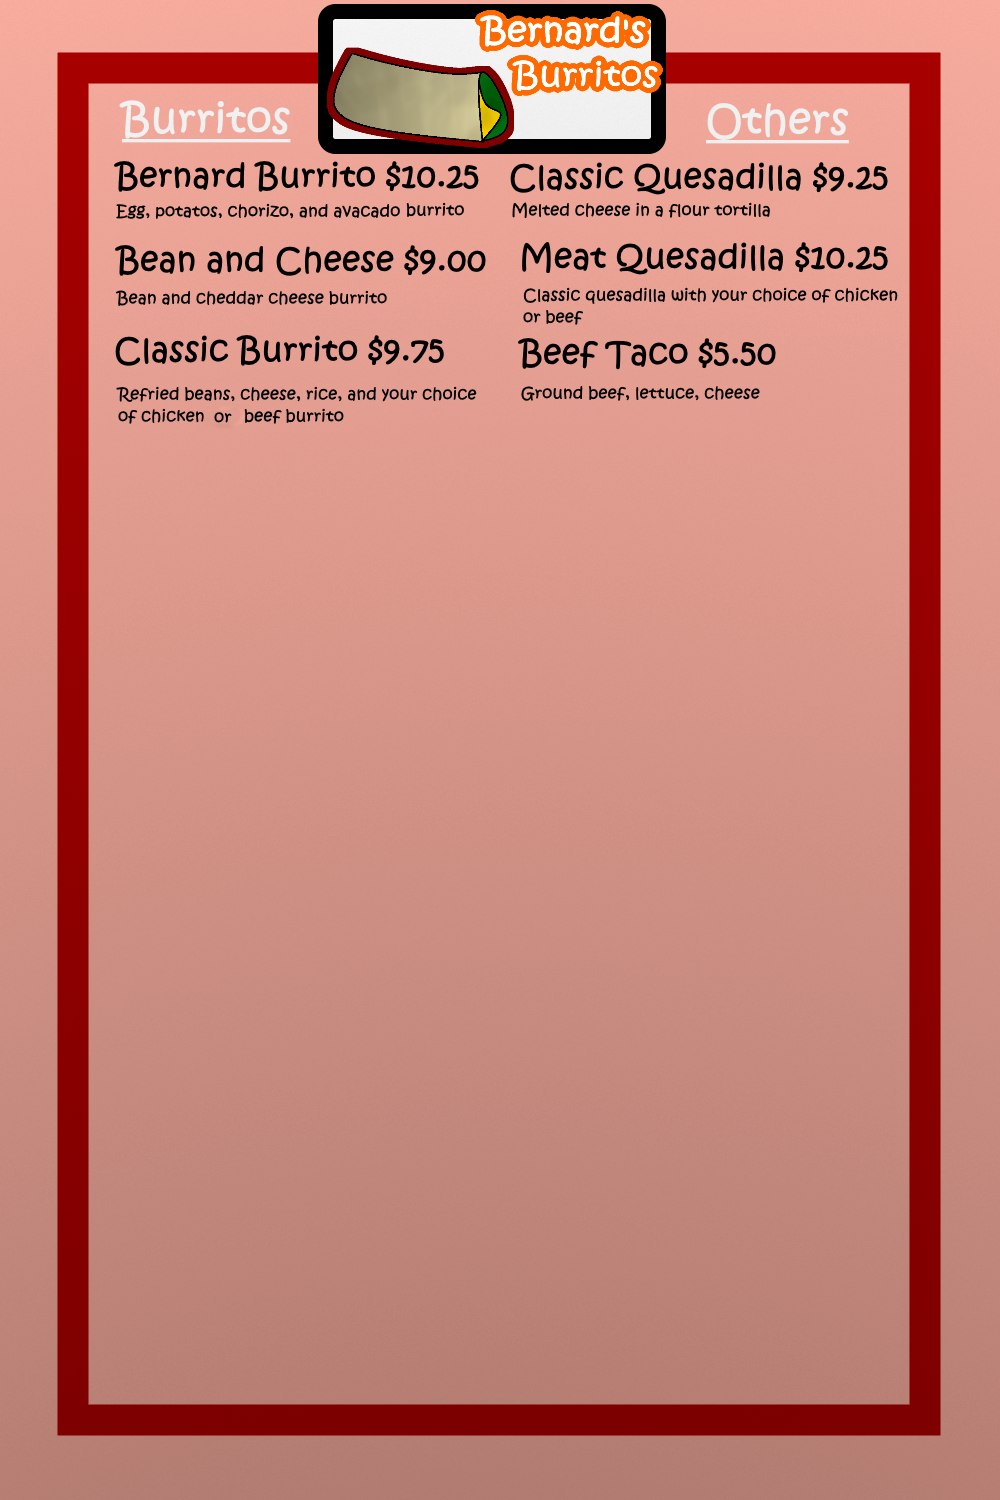 Bernard's
Burritos
Burritos
Bernard Burrito $10.25
Egg, potatos, chorizo, and avacado burrito
Bean and Cheese $9.00
Bean and cheddar cheese burrito
Classic Burrito $9.75
Refried beans, cheese, rice, and your choice
of chicken or beef burrito
Others
Classic Quesadilla $9.25
Melted cheese in a flour tortilla
Meat Quesadilla $10.25
Classic quesadilla with your choice of chicken
or beef
Beef Taco $5.50
Ground beef, lettuce, cheese